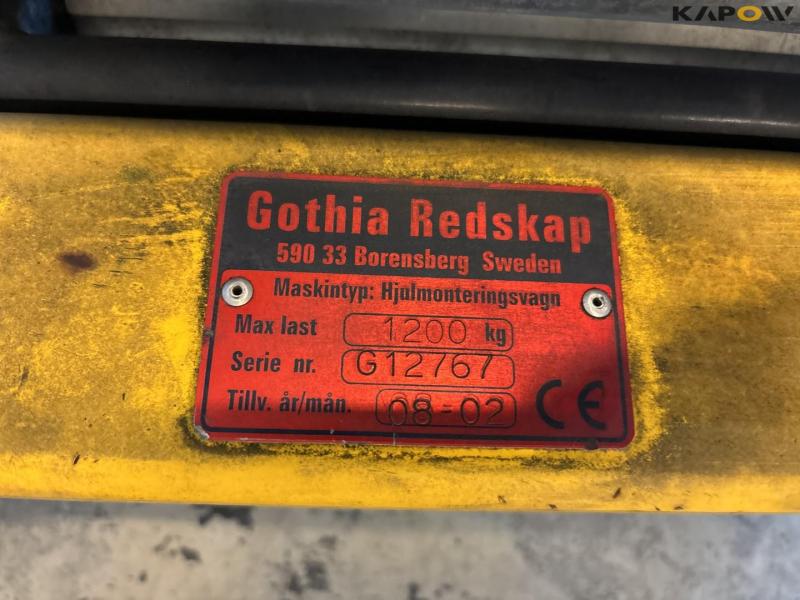 KAPOW
Gothia Redskap
590 33 Borensberg Sweden
Maskintyp: Hjulmonteringsvagn
Max last 1200 kg
Serie nr. G12767
Tillv. år/mån. 08-02
CE